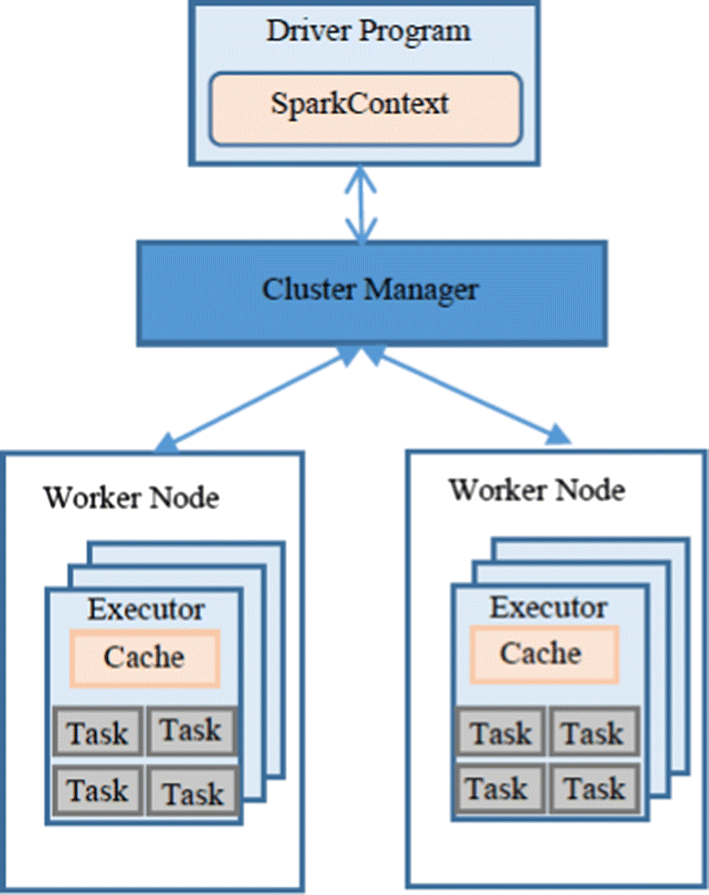 Driver Program
SparkContext
Cluster Manager
Worker Node
Executor
Cache
Task Task
Task Task
Worker Node
Executor
Cache
Task Task
Task Task